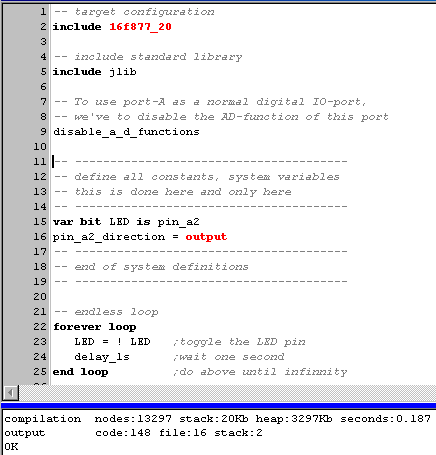 1 -- target configuration
2 include 16f877_20
3
4 -- include standard library
5 include jlib
6
7 -- To use port-A as a normal digital IO-port,
8 -- we've to disable the AD-function of this port
9 disable_a_d_functions
10
11 -- -----------------------------------
12 -- define all constants, system variables
13 -- this is done here and only here
14 -- -----------------------------------
15 var bit LED is pin_a2
16 pin_a2_direction = output
17 -- -----------------------------------
18 -- end of system definitions
19 -- -----------------------------------
20
21 -- endless loop
22 forever loop
23 LED = ! LED ;toggle the LED pin
24 delay_1s ;wait one second
25 end loop ;do above until infinnity
compilation nodes:13297 stack:20Kb heap:3297Kb seconds:0.187
output code:148 file:16 stack:2
OK